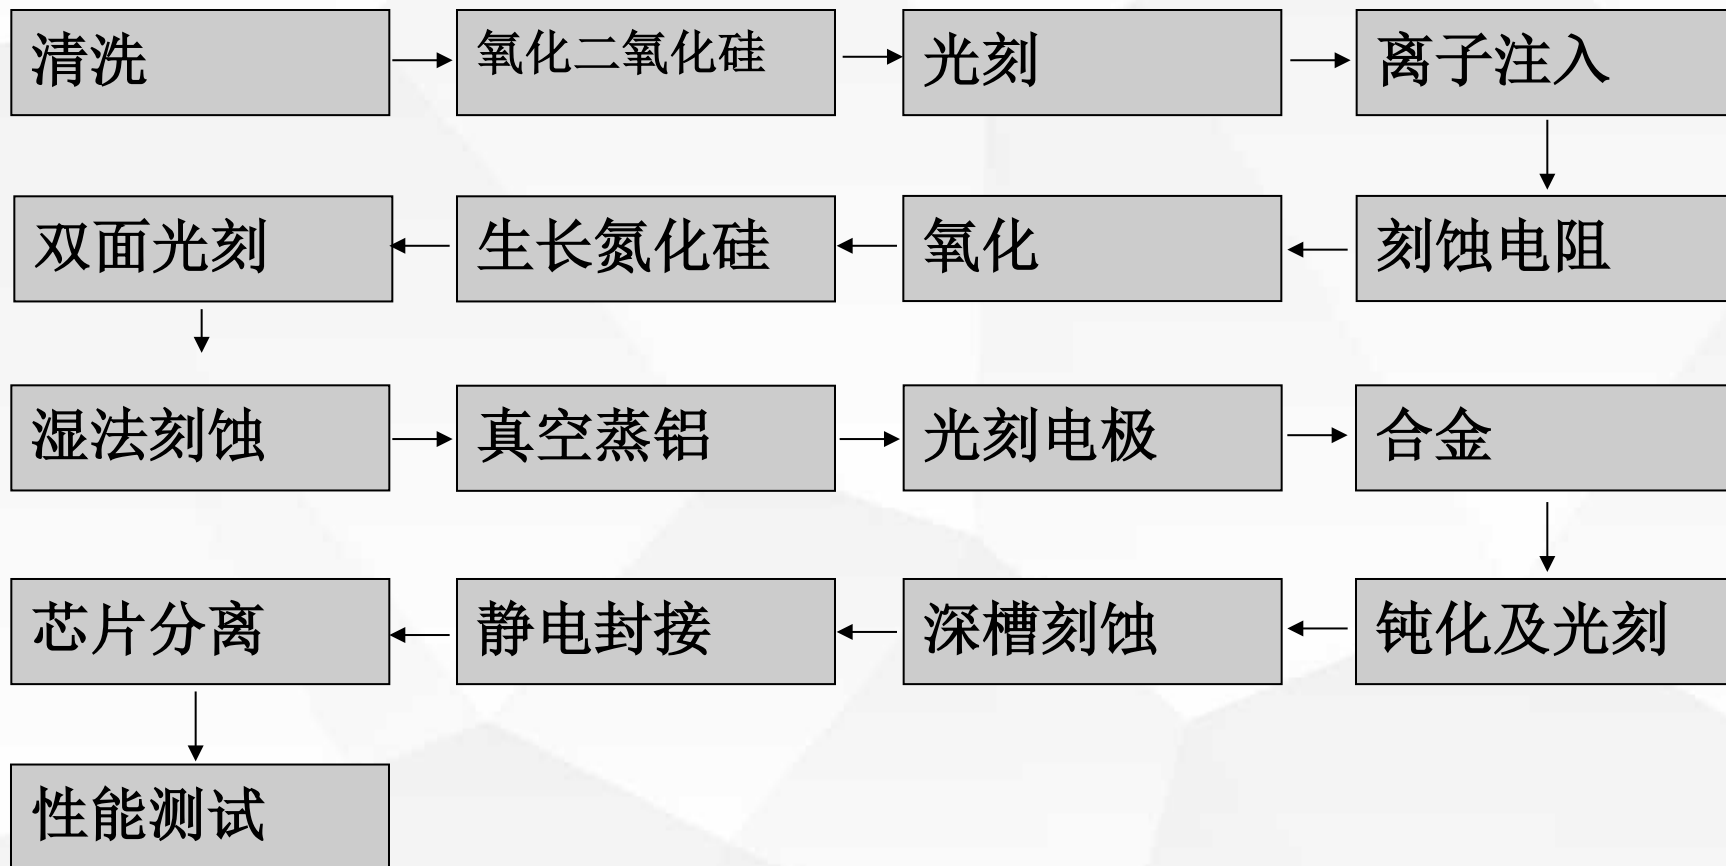 清洗
氧化二氧化硅
光刻
离子注入
双面光刻
生长氮化硅
氧化
刻蚀电阻
湿法刻蚀
真空蒸铝
光刻电极
合金
芯片分离
静电封接
深槽刻蚀
钝化及光刻
性能测试